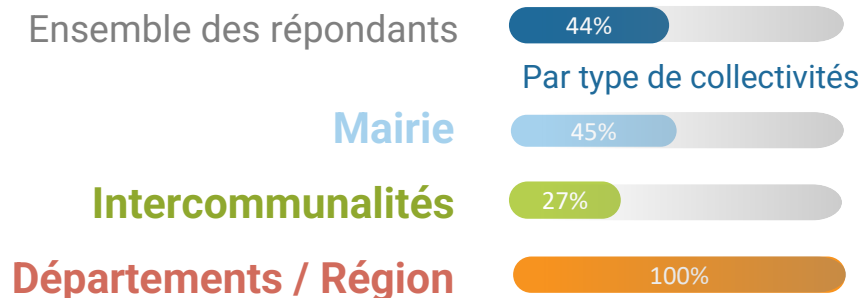 Ensemble des répondants 44%
Par type de collectivités
Mairie 45%
Intercommunalités 27%
Départements / Région 100%